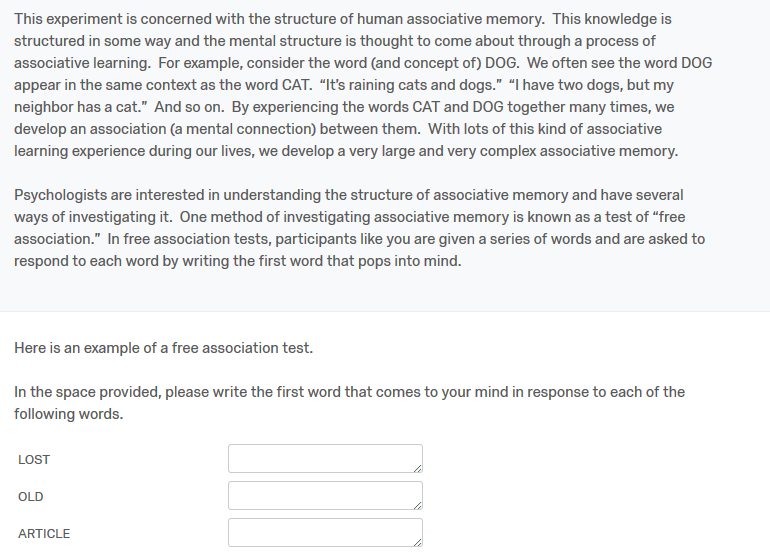 This experiment is concerned with the structure of human associative memory.  This knowledge is
structured in some way and the mental structure is thought to come about through a process of
associative learning.  For example, consider the word (and concept of) DOG.  We often see the word DOG
appear in the same context as the word CAT.  “It’s raining cats and dogs.”  “I have two dogs, but my
neighbor has a cat.”  And so on.  By experiencing the words CAT and DOG together many times, we
develop an association (a mental connection) between them.  With lots of this kind of associative
learning experience during our lives, we develop a very large and very complex associative memory.
Psychologists are interested in understanding the structure of associative memory and have several
ways of investigating it.  One method of investigating associative memory is known as a test of “free
association.”  In free association tests, participants like you are given a series of words and are asked to
respond to each word by writing the first word that pops into mind.
Here is an example of a free association test.
In the space provided, please write the first word that comes to your mind in response to each of the
following words.
LOST
OLD
ARTICLE